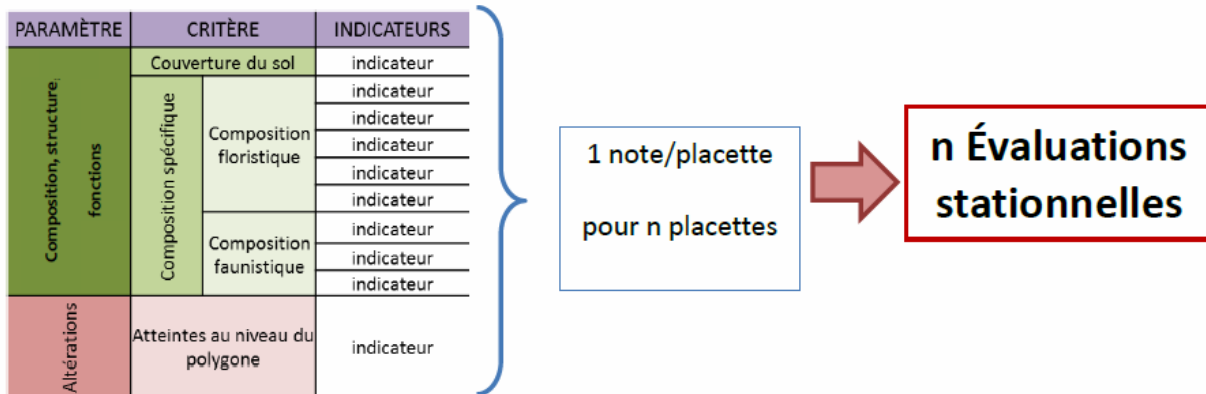 PARAMÈTRE CRITÈRE INDICATEURS
Composition, structure,
fonctions
Couverture du sol indicateur
Composition spécifique
Composition
floristique
indicateur
indicateur
indicateur
indicateur
indicateur
Composition
faunistique
indicateur
indicateur
indicateur
Altérations
Atteintes au niveau du
polygone
indicateur
1 note/placette
pour n placettes
n Évaluations
stationnelles